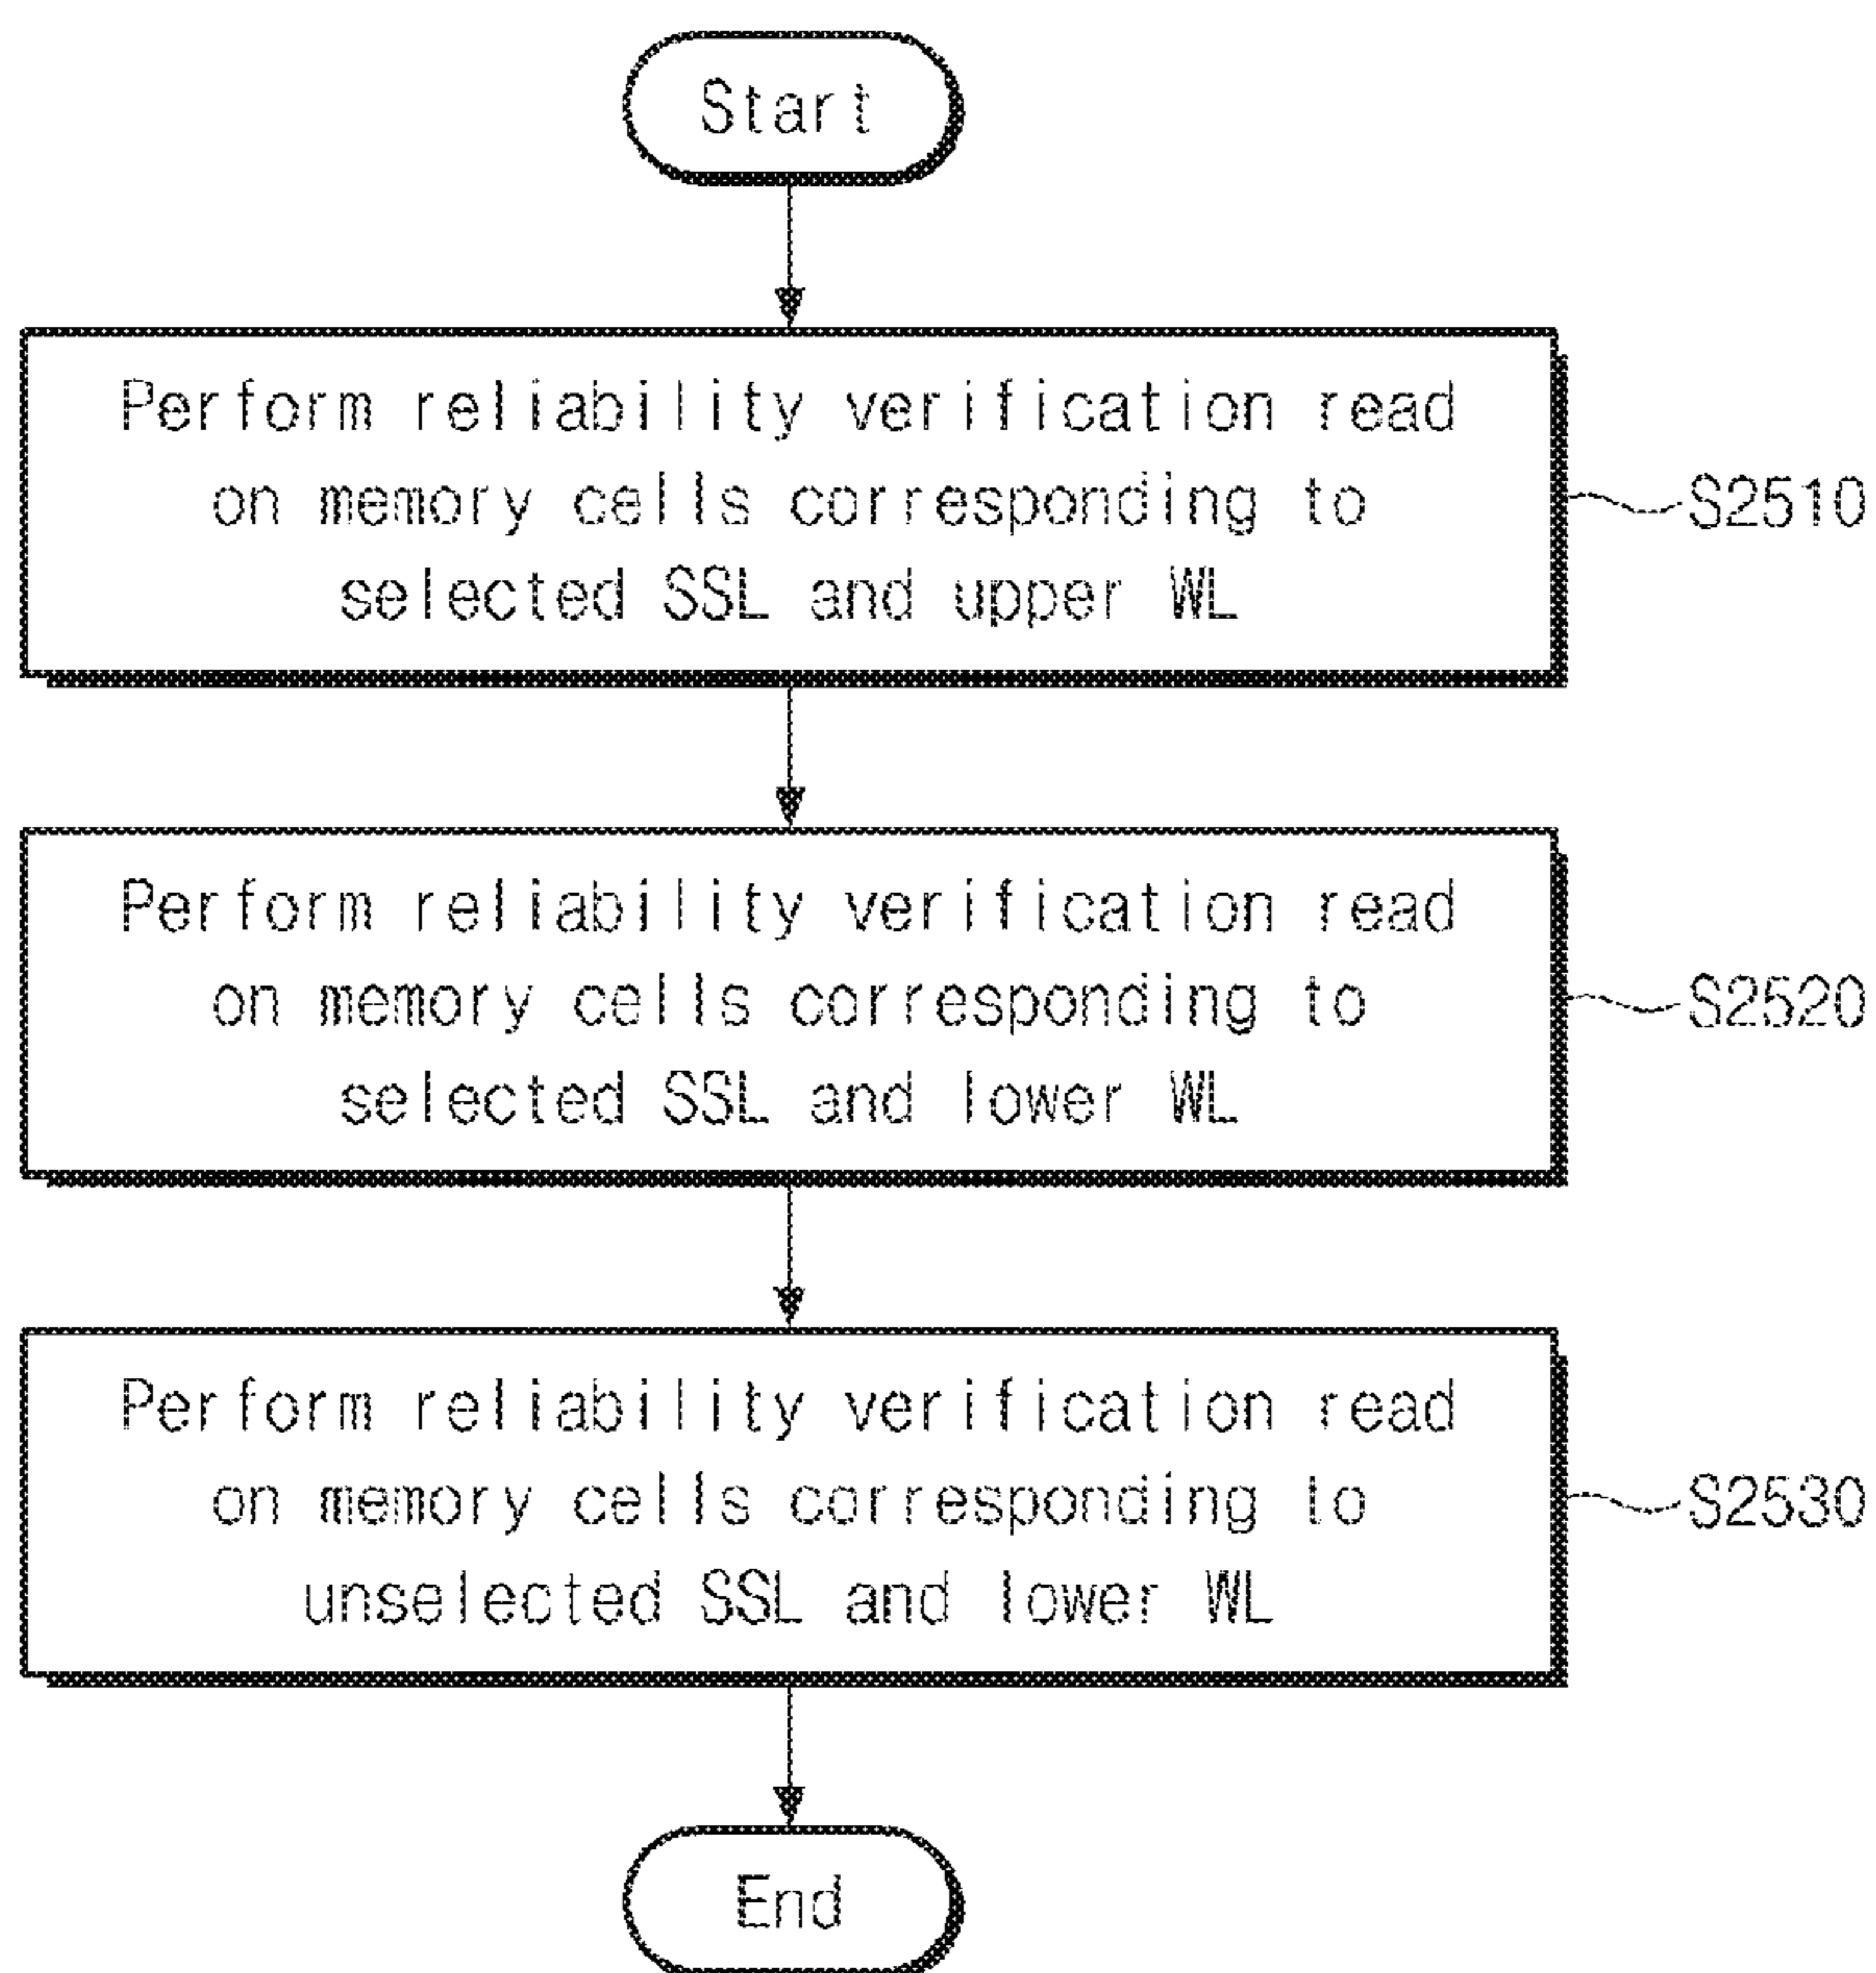 Start
Perform reliability verification read
on memory cells corresponding to
selected SSL and upper WL
S2510
Perform reliability verification read
on memory cells corresponding to
selected SSL and lower WL
S2520
Perform reliability verification read
on memory cells corresponding to
unselected SSL and lower WL
S2530
End